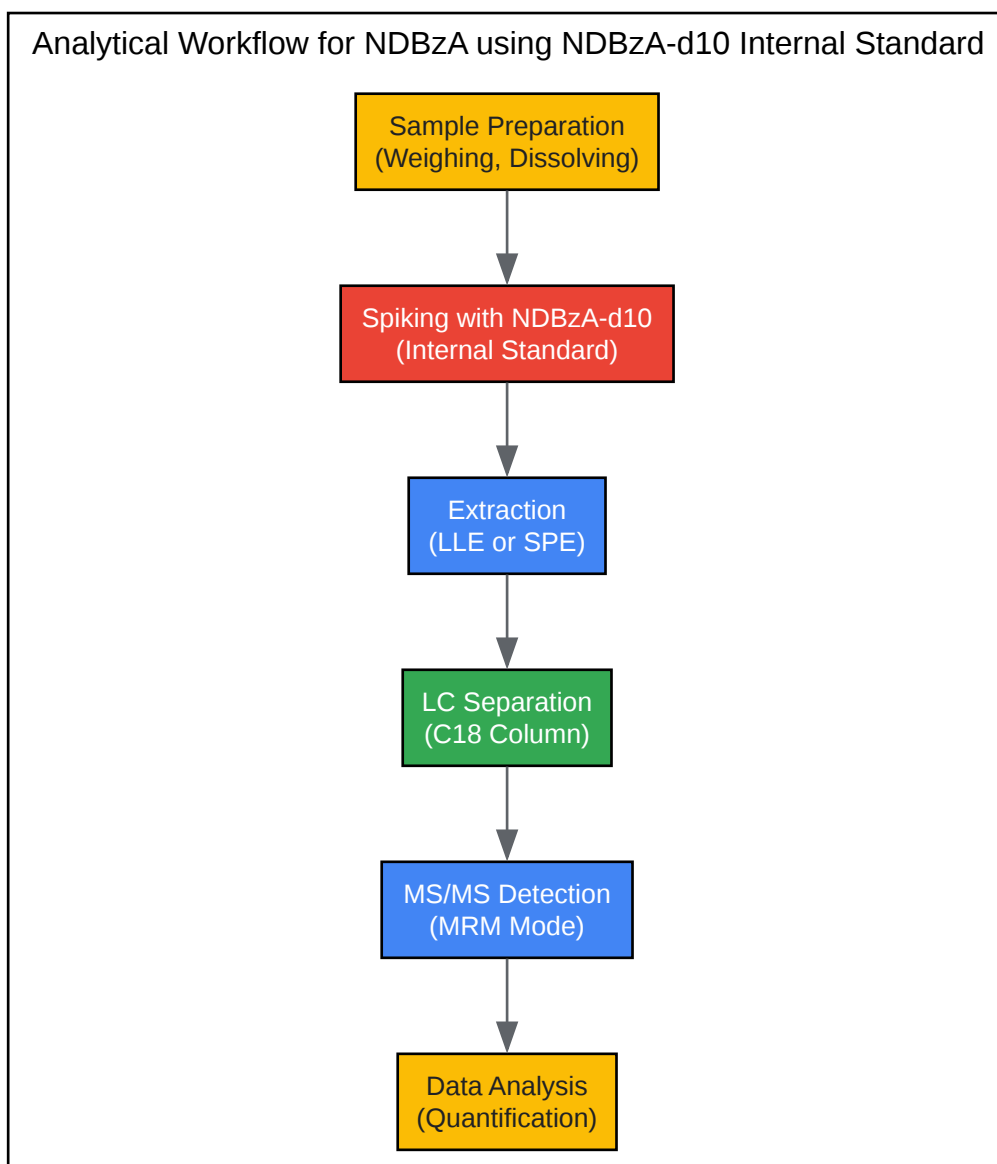 Analytical Workflow for NDBzA using NDBzA-d10 Internal Standard
Sample Preparation
(Weighing, Dissolving)
Spiking with NDBzA-d10
(Internal Standard)
Extraction
(LLE or SPE)
LC Separation
(C18 Column)
MS/MS Detection
(MRM Mode)
Data Analysis
(Quantification)